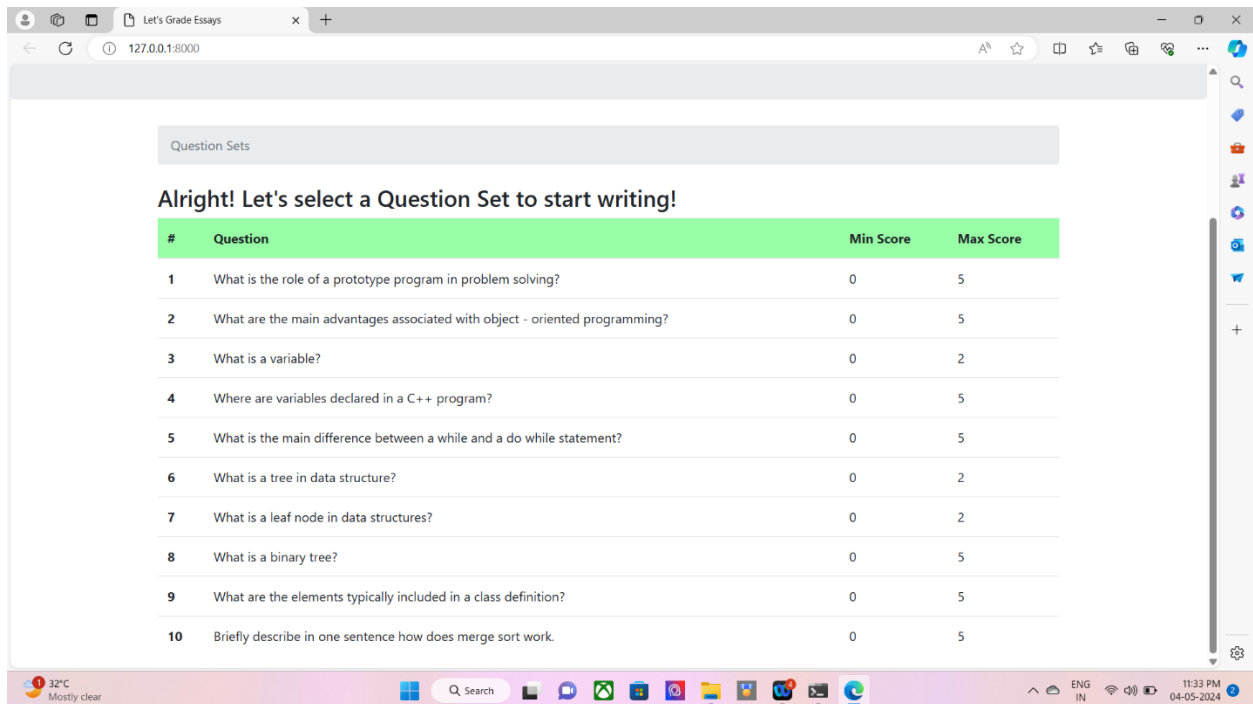 Let's Grade Essays
127.0.0.1:8000
Question Sets
Alright! Let's select a Question Set to start writing!
# Question Min Score Max Score
1 What is the role of a prototype program in problem solving? 0 5
2 What are the main advantages associated with object - oriented programming? 0 5
3 What is a variable? 0 2
4 Where are variables declared in a C++ program? 0 5
5 What is the main difference between a while and a do while statement? 0 5
6 What is a tree in data structure? 0 2
7 What is a leaf node in data structures? 0 2
8 What is a binary tree? 0 5
9 What are the elements typically included in a class definition? 0 5
10 Briefly describe in one sentence how does merge sort work. 0 5
1 32°C
Mostly clear
Search
4
ENG
IN
11:33 PM
04-05-2024
2